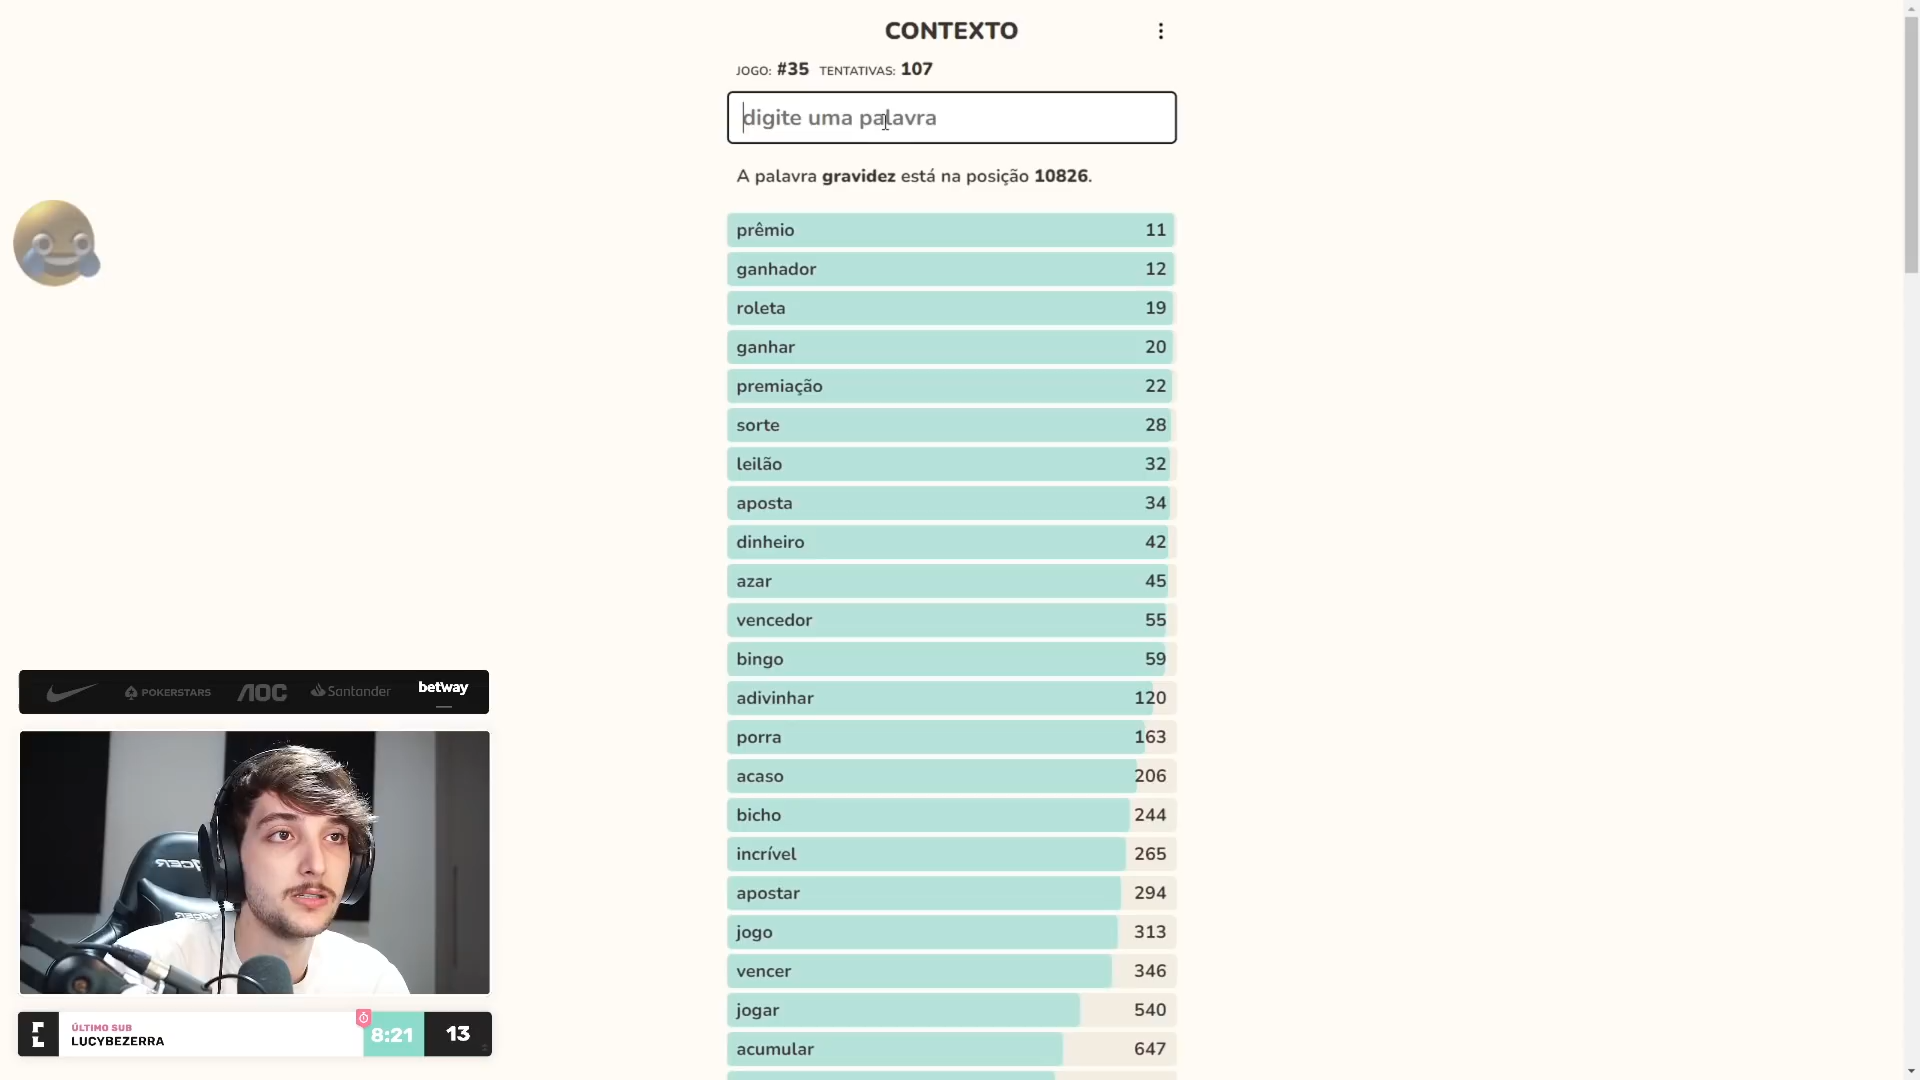 CONTEXTO
JOGO: #35 TENTATIVAS: 107
digite uma palavra
A palavra gravidez está na posição 10826.
prêmio 11
ganhador 12
roleta 19
ganhar 20
premiação 22
sorte 28
leilão 32
aposta 34
dinheiro 42
azar 45
vencedor 55
bingo 59
adivinhar 120
porra 163
acaso 206
bicho 244
incrível 265
apostar 294
jogo 313
vencer 346
jogar 540
acumular 647
POKERSTARS AOC Santander betway
ÚLTIMO SUB
LUCYBEZERRA
8:21 13